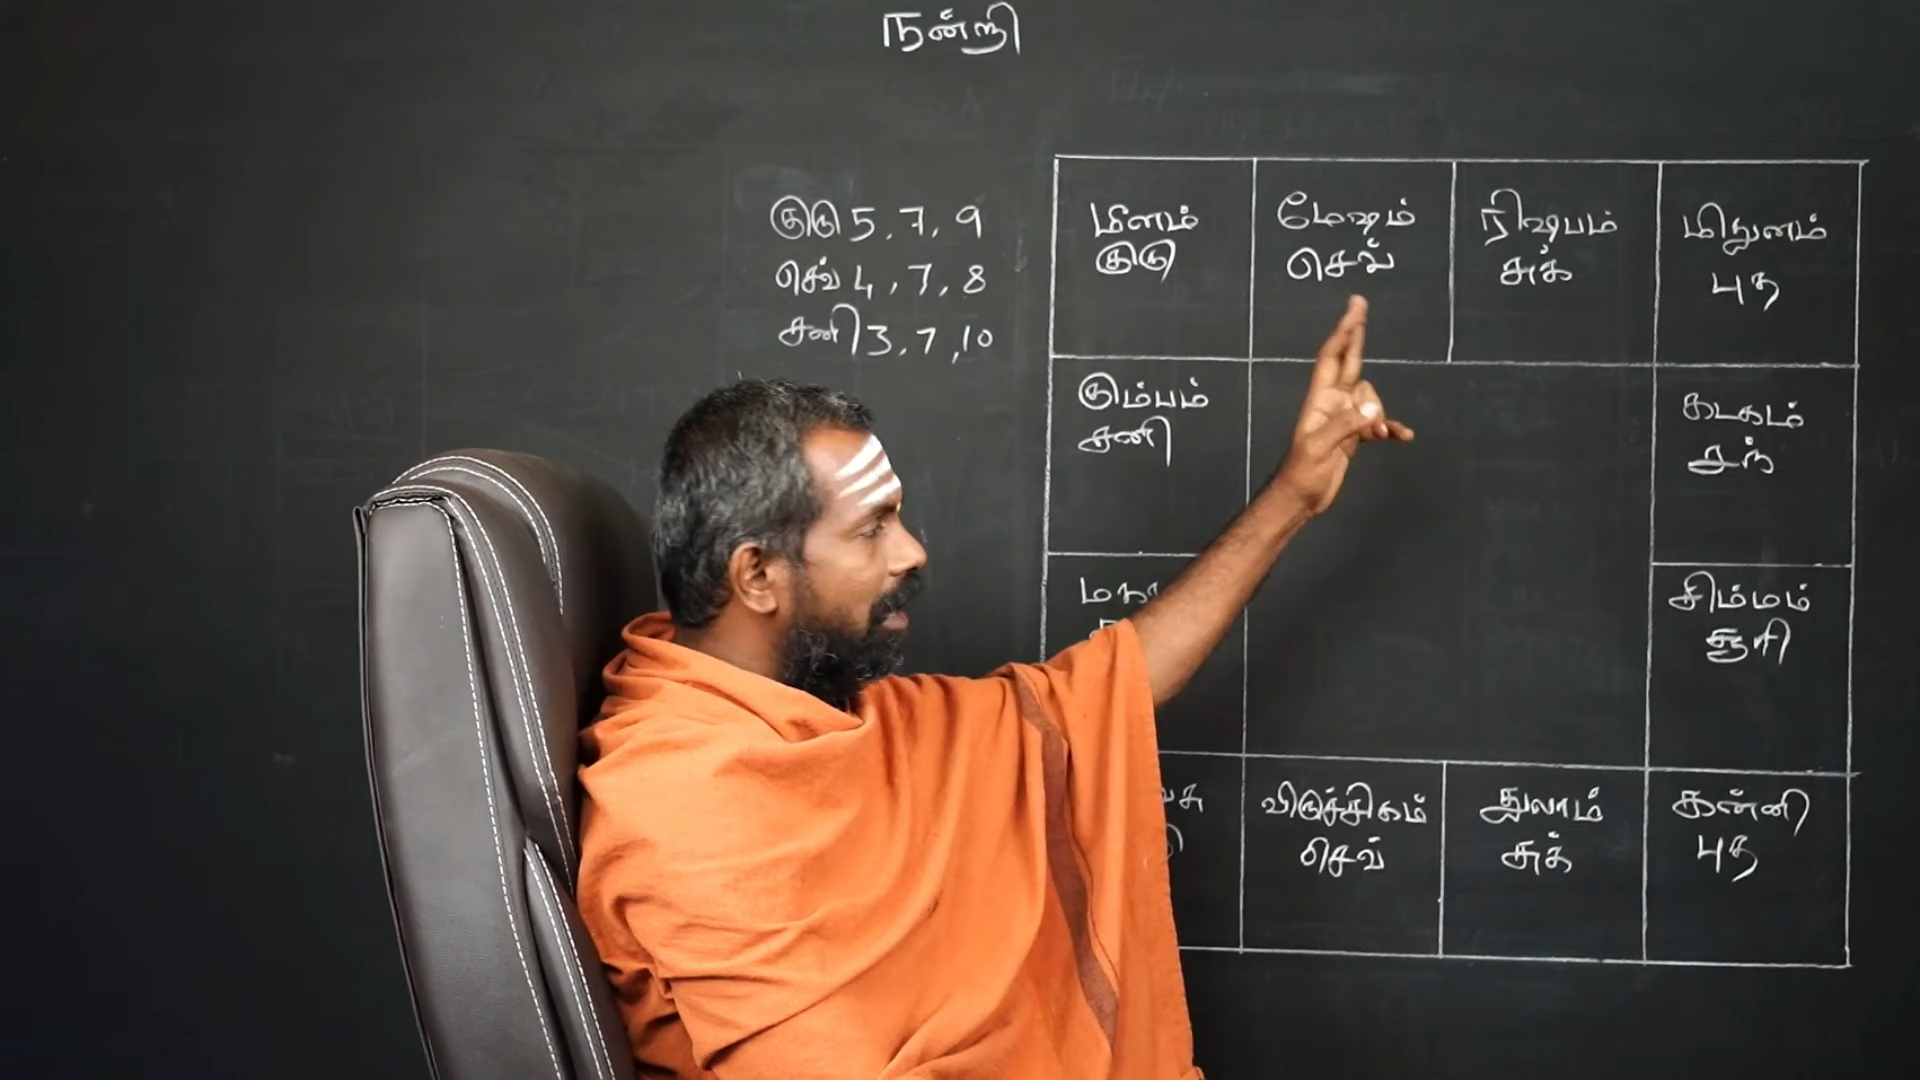 நன்றி
குரு 5, 7, 9
செவ் 4, 7, 8
சனி 3, 7, 10
மீனம்
குரு
மேஷம்
செவ்
ரிஷபம்
சுக்
மிதுனம்
புத
கும்பம்
சனி
கடகம்
சந்
சிம்மம்
சூரி
விருச்சிகம்
செவ்
துலாம்
சுக்
கன்னி
புத